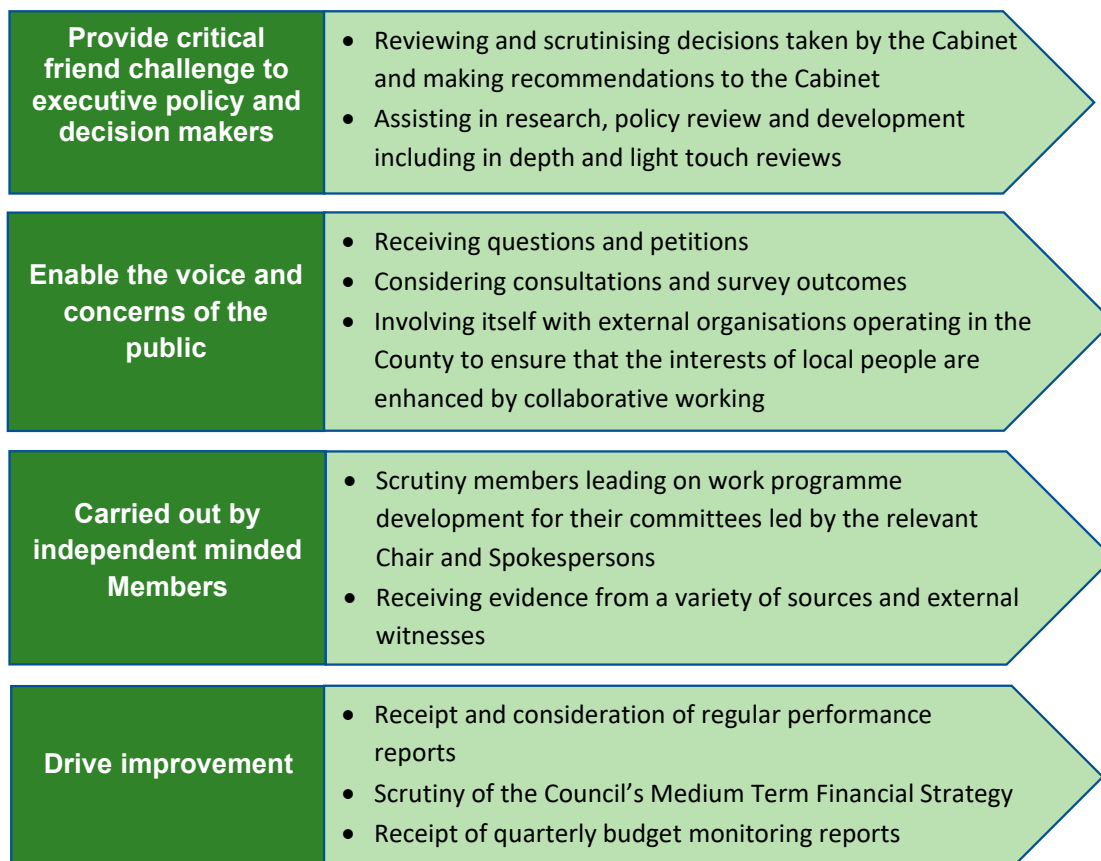 Provide critical
friend challenge to
executive policy and
decision makers
• Reviewing and scrutinising decisions taken by the Cabinet
and making recommendations to the Cabinet
• Assisting in research, policy review and development
including in depth and light touch reviews
Enable the voice and
concerns of the
public
• Receiving questions and petitions
• Considering consultations and survey outcomes
• Involving itself with external organisations operating in the
County to ensure that the interests of local people are
enhanced by collaborative working
Carried out by
independent minded
Members
• Scrutiny members leading on work programme
development for their committees led by the relevant
Chair and Spokespersons
• Receiving evidence from a variety of sources and external
witnesses
Drive improvement
• Receipt and consideration of regular performance
reports
• Scrutiny of the Council’s Medium Term Financial Strategy
• Receipt of quarterly budget monitoring reports